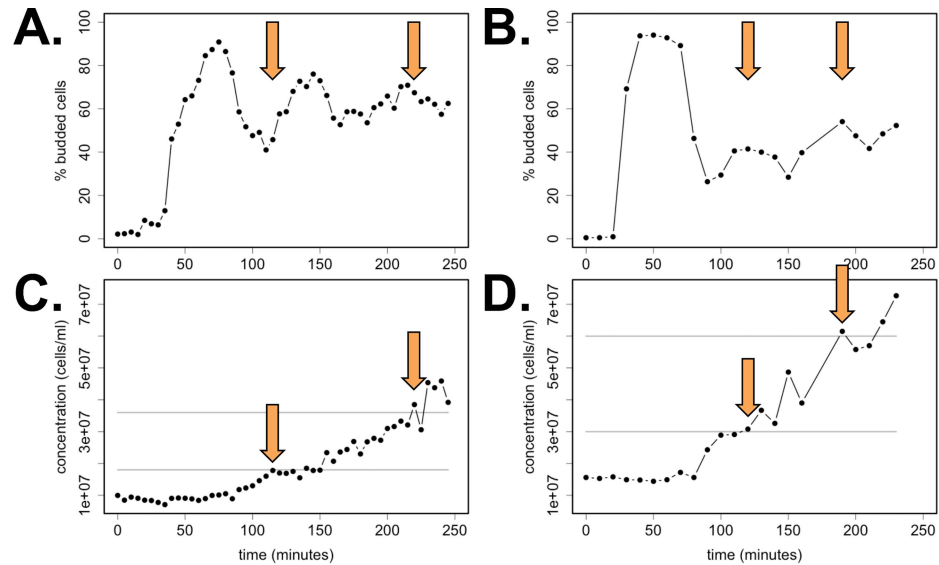 A.
% budded cells
100
80
60
40
20
0
0 50 100 150 200 250
B.
% budded cells
100
80
60
40
20
0
0 50 100 150 200 250
C.
concentration (cells/ml)
7e+07
5e+07
3e+07
1e+07
0 50 100 150 200 250
time (minutes)
D.
concentration (cells/ml)
7e+07
5e+07
3e+07
1e+07
0 50 100 150 200 250
time (minutes)